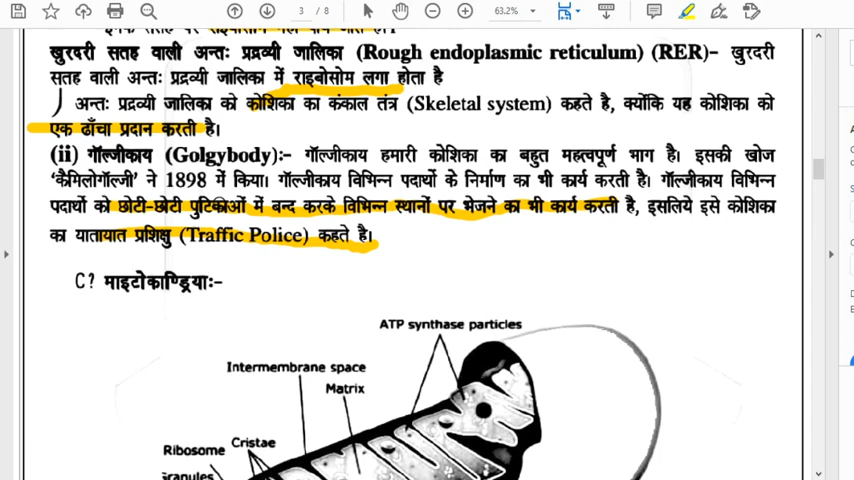 3 / 8
63.2%
खुरदरी सतह वाली अन्तः प्रद्रव्यी जालिका (Rough endoplasmic reticulum) (RER)- खुरदरी
सतह वाली अन्तः प्रद्रव्यी जालिका में राइबोसोम लगा होता है
) अन्तः प्रद्रव्यी जालिका को कोशिका का कंकाल तंत्र (Skeletal system) कहते है, क्योंकि यह कोशिका को
एक ढाँचा प्रदान करती है।
(ii) गॉल्जीकाय (Golgybody):- गॉल्जीकाय हमारी कोशिका का बहुत महत्वपूर्ण भाग है। इसकी खोज
'कैमिलोगॉल्जी' ने 1898 में किया। गॉल्जीकाय विभिन्न पदार्थो के निर्माण का भी कार्य करती है। गॉल्जीकाय विभिन्न
पदार्थो को छोटी-छोटी पुटिकाओं में बन्द करके विभिन्न स्थानों पर भेजने का भी कार्य करती है, इसलिये इसे कोशिका
का यातायात प्रशिक्षु (Traffic Police) कहते है।
C? माइटोकाण्ड्रियाः-
ATP synthase particles
Intermembrane space
Matrix
Cristae
Ribosome